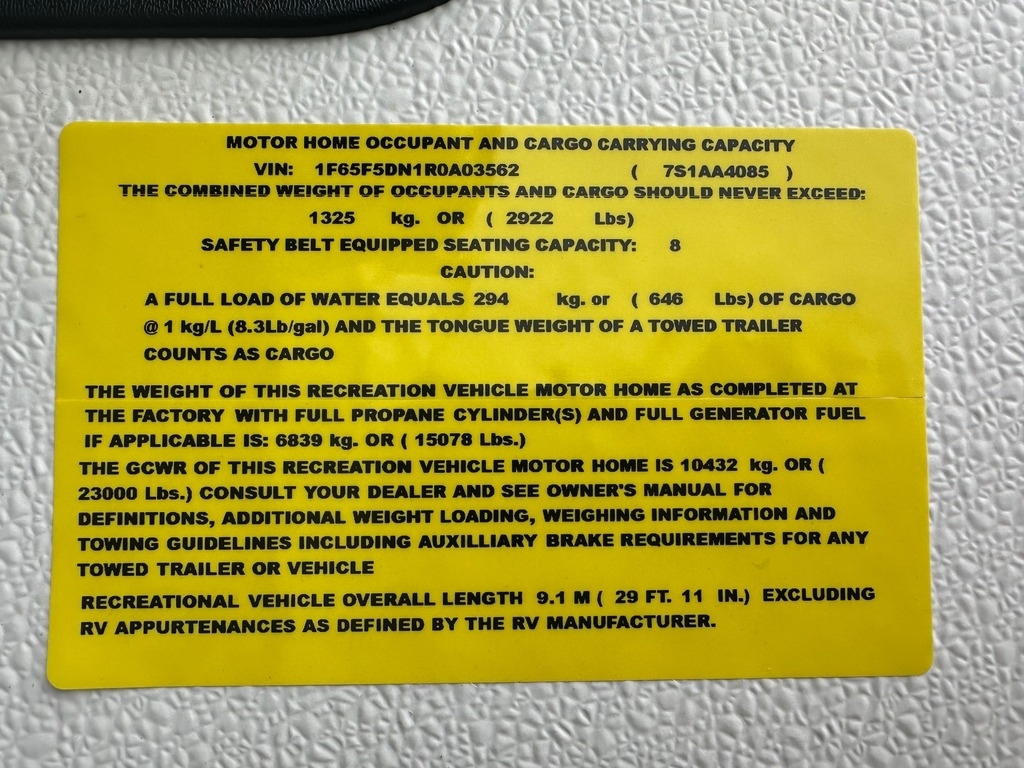 MOTOR HOME OCCUPANT AND CARGO CARRYING CAPACITY
VIN: 1F65F5DN1R0A03562 ( 7S1AA4085 )
THE COMBINED WEIGHT OF OCCUPANTS AND CARGO SHOULD NEVER EXCEED:
1325 kg. OR ( 2922 Lbs)
SAFETY BELT EQUIPPED SEATING CAPACITY: 8
CAUTION:
A FULL LOAD OF WATER EQUALS 294 kg. or ( 646 Lbs) OF CARGO
@ 1 kg/L (8.3Lb/gal) AND THE TONGUE WEIGHT OF A TOWED TRAILER
COUNTS AS CARGO
THE WEIGHT OF THIS RECREATION VEHICLE MOTOR HOME AS COMPLETED AT
THE FACTORY WITH FULL PROPANE CYLINDER(S) AND FULL GENERATOR FUEL
IF APPLICABLE IS: 6839 kg. OR ( 15078 Lbs.)
THE GCWR OF THIS RECREATION VEHICLE MOTOR HOME IS 10432 kg. OR (
23000 Lbs.) CONSULT YOUR DEALER AND SEE OWNER'S MANUAL FOR
DEFINITIONS, ADDITIONAL WEIGHT LOADING, WEIGHING INFORMATION AND
TOWING GUIDELINES INCLUDING AUXILLIARY BRAKE REQUIREMENTS FOR ANY
TOWED TRAILER OR VEHICLE
RECREATIONAL VEHICLE OVERALL LENGTH 9.1 M ( 29 FT. 11 IN.) EXCLUDING
RV APPURTENANCES AS DEFINED BY THE RV MANUFACTURER.